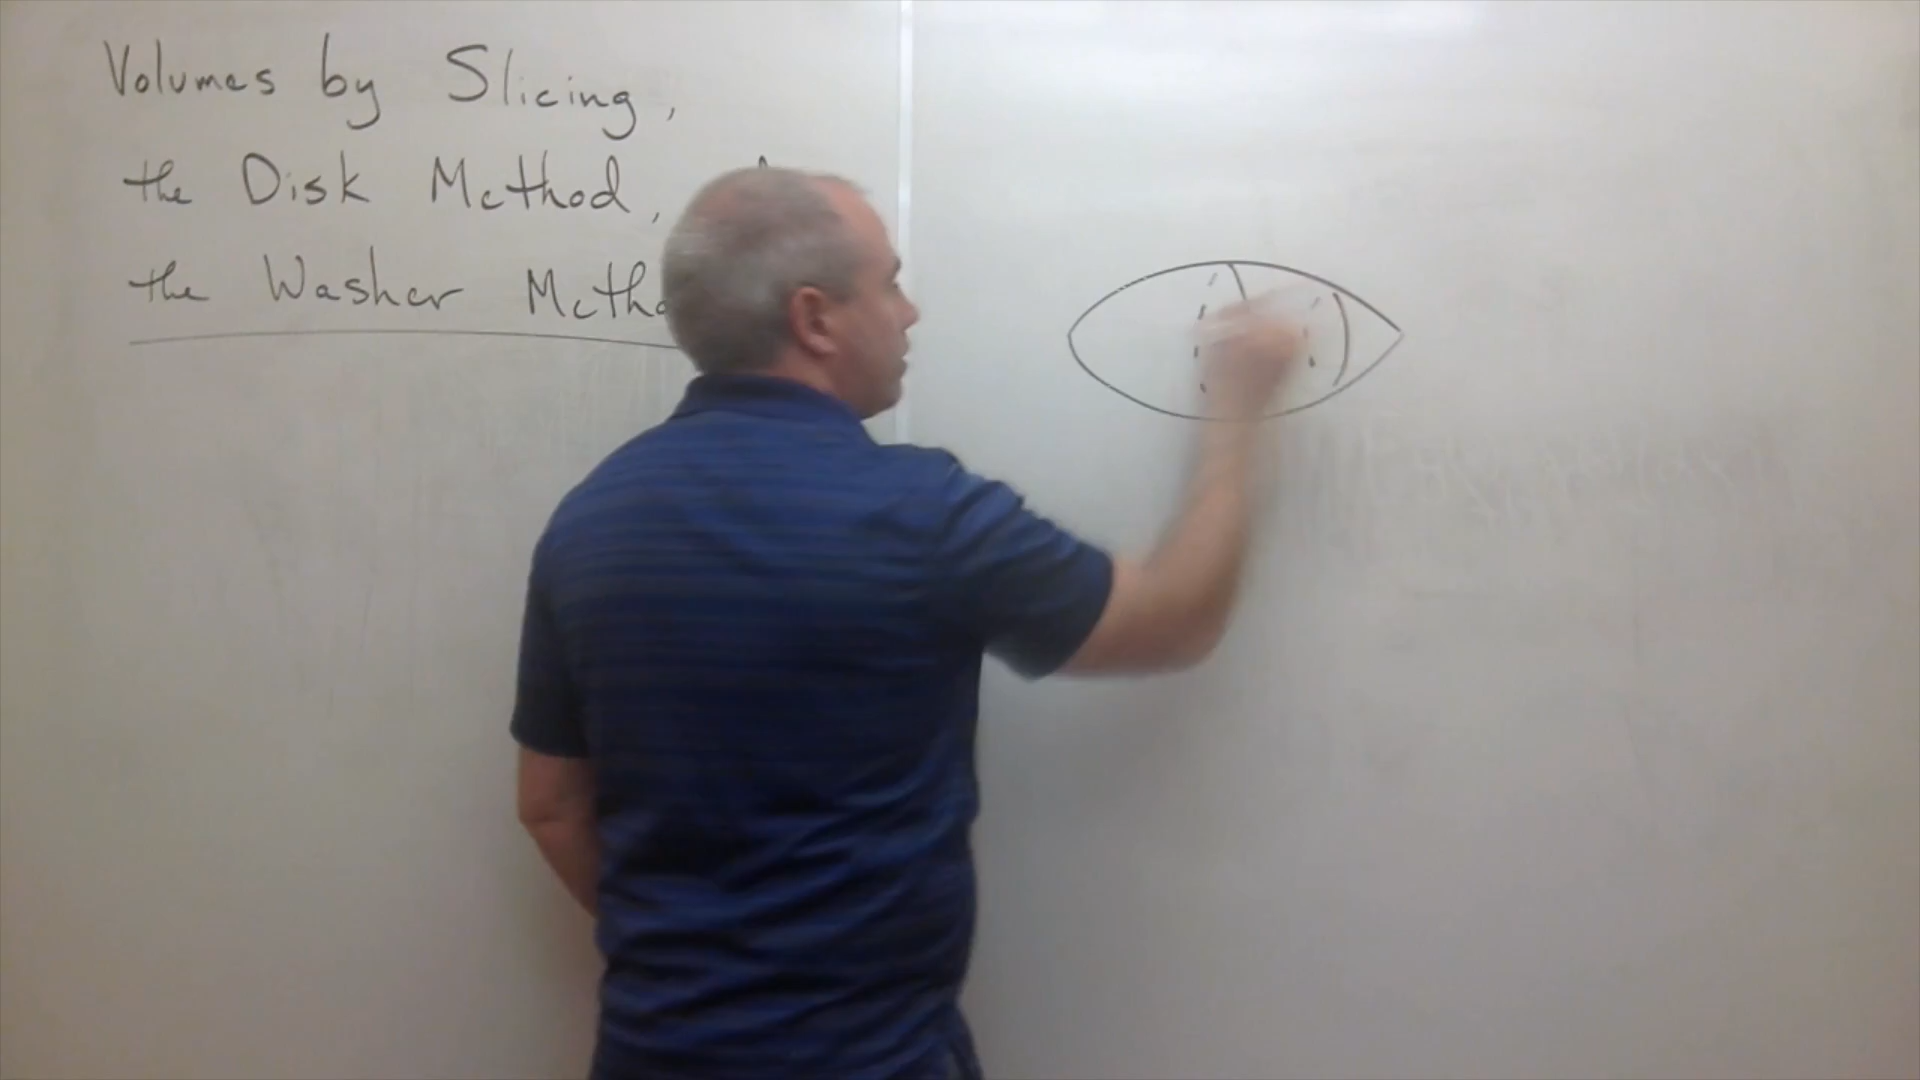 Volumes by Slicing,
the Disk Method,
the Washer